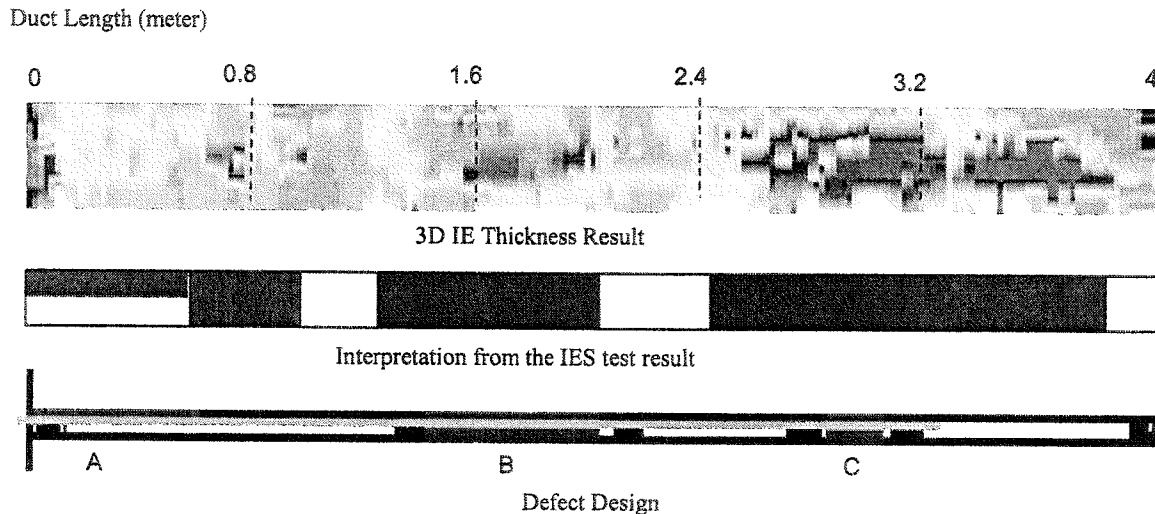 Duct Length (meter)
0 0.8 1.6 2.4 3.2 4
3D IE Thickness Result
Interpretation from the IES test result
A B C
Defect Design